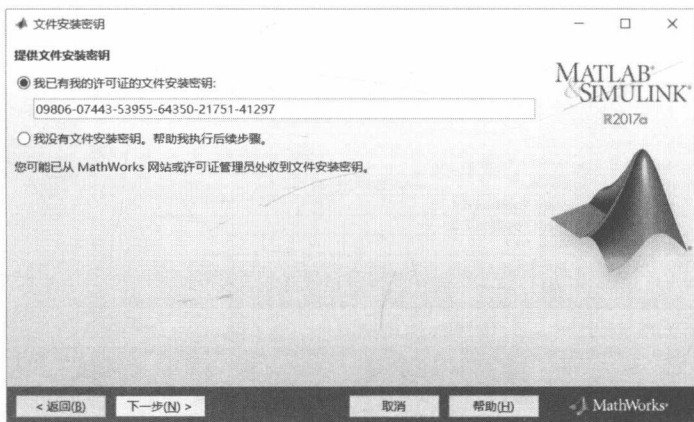 文件安装密钥
提供文件安装密钥
我已有我的许可证的文件安装密钥:
09806-07443-53955-64350-21751-41297
我没有文件安装密钥。帮助我执行后续步骤。
您可能已从 MathWorks 网站或许可证管理员处收到文件安装密钥。
MATLAB®
&SIMULINK®
R2017a
< 返回(B)
下一步(N) >
取消
帮助(H)
MathWorks®